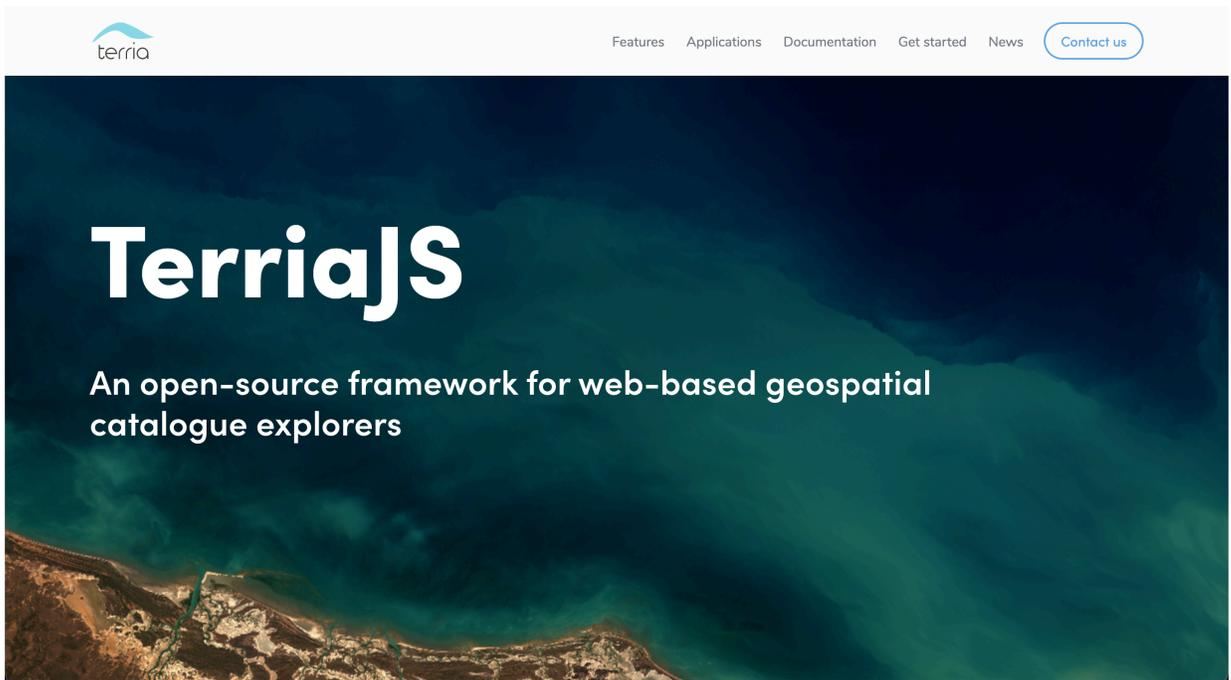 terria
Features Applications Documentation Get started News Contact us
TerriaJS
An open-source framework for web-based geospatial
catalogue explorers